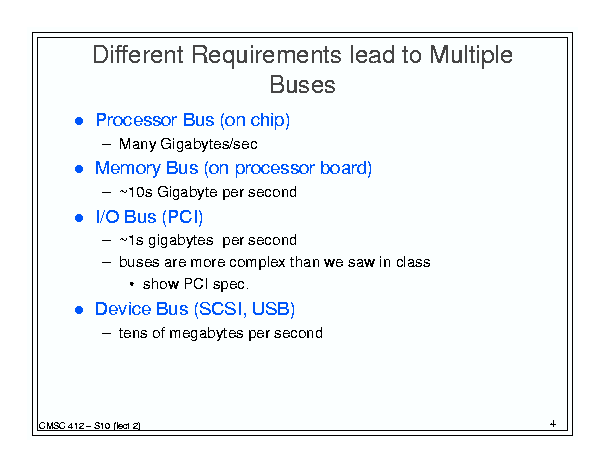 Different Requirements lead to Multiple
Buses
● Processor Bus (on chip)
– Many Gigabytes/sec
● Memory Bus (on processor board)
– ~10s Gigabyte per second
● I/O Bus (PCI)
– ~1s gigabytes  per second
– buses are more complex than we saw in class
• show PCI spec.
● Device Bus (SCSI, USB)
– tens of megabytes per second
CMSC 412 – S10 (lect 2)
4